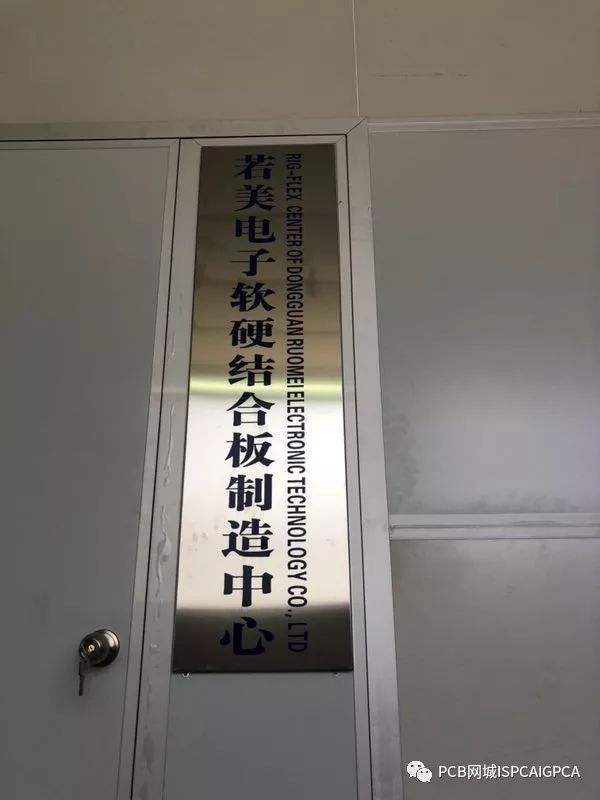 若美电子软硬结合板制造中心
RIG-FLEX CENTER OF DONGGUAN RUOMEI ELECTRONIC TECHNOLOGY CO., LTD
PCB网城ISPCAIGPCA